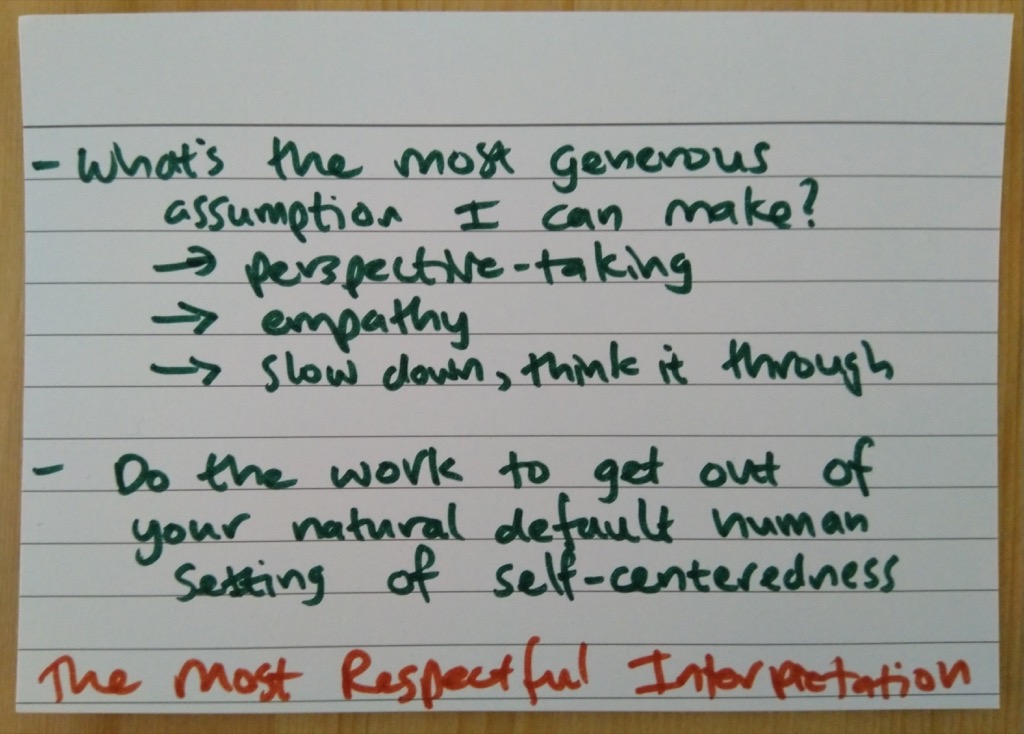 - What's the most generous
assumption I can make?
→ perspective-taking
→ empathy
→ slow down, think it through
- Do the work to get out of
your natural default human
setting of self-centeredness
The Most Respectful Interpretation